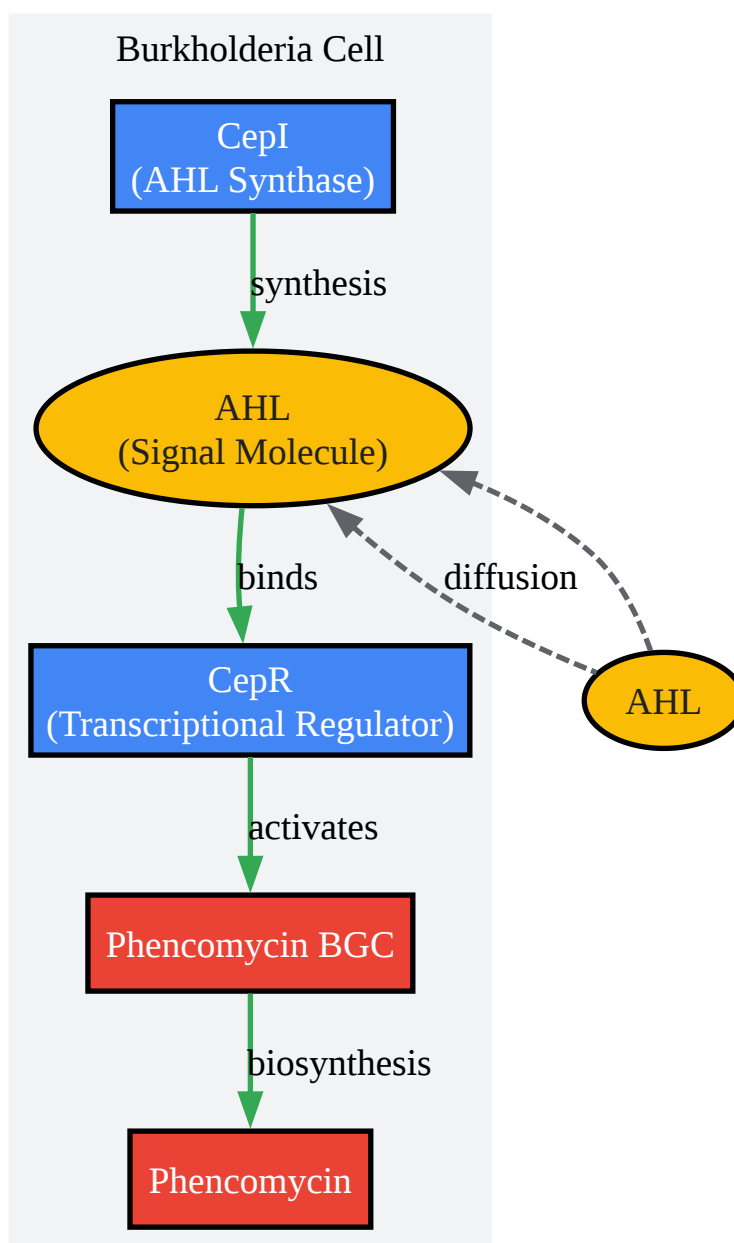 Burkholderia Cell
CepI
(AHL Synthase)
synthesis
AHL
(Signal Molecule)
binds
diffusion
CepR
(Transcriptional Regulator)
AHL
activates
Phencomycin BGC
biosynthesis
Phencomycin